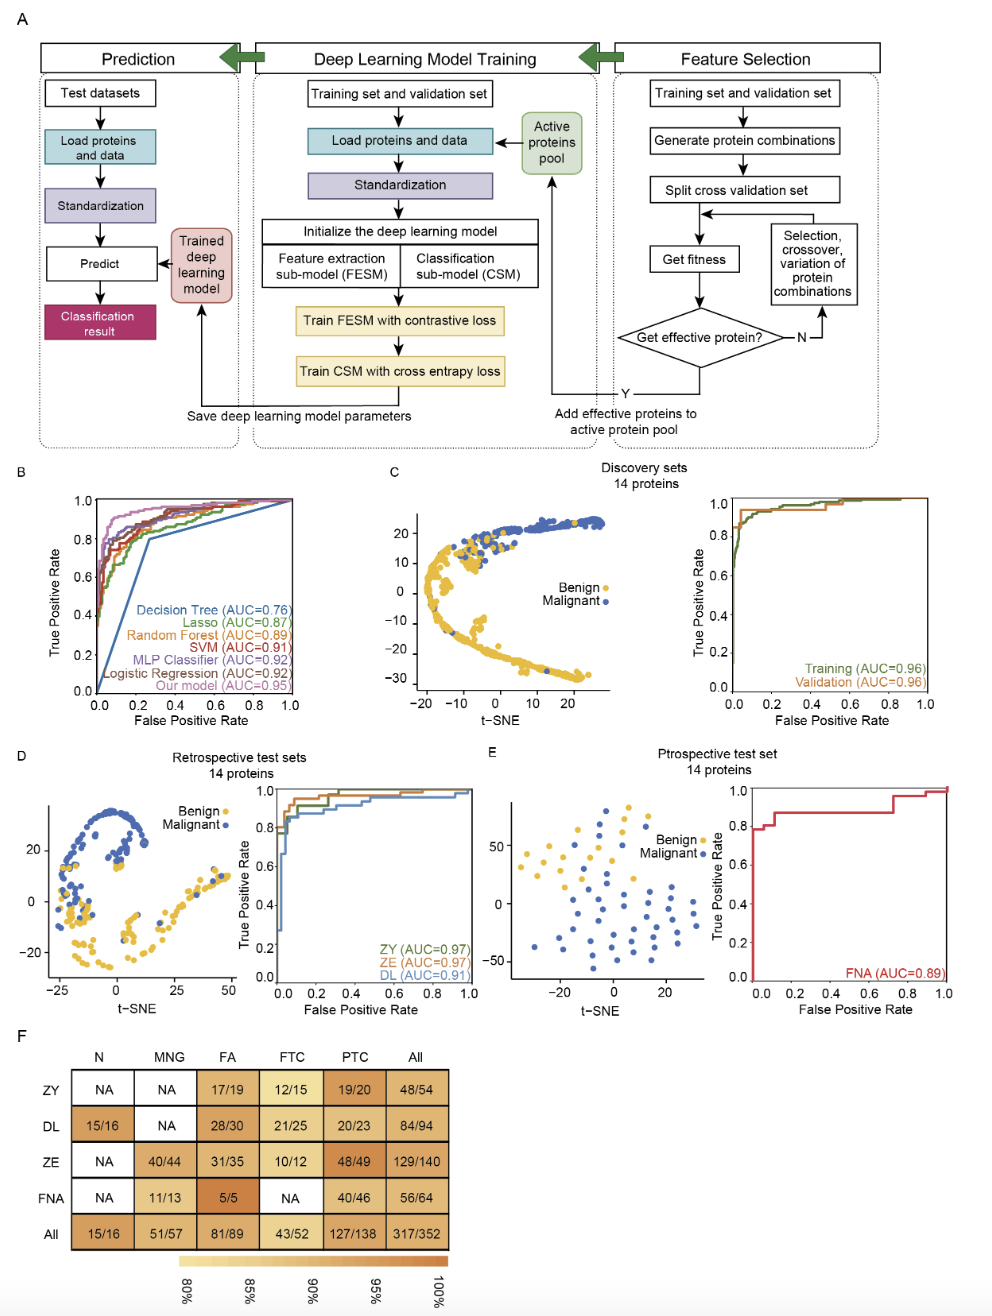 A
Prediction
Deep Learning Model Training
Feature Selection
Test datasets
Load proteins
and data
Standardization
Predict
Classification
result
Trained
deep
learning
model
Training set and validation set
Load proteins and data
Standardization
Initialize the deep learning model
Feature extraction
sub-model (FESM)
Classification
sub-model (CSM)
Train FESM with contrastive loss
Train CSM with cross entrapy loss
Save deep learning model parameters
Active
proteins
pool
Training set and validation set
Generate protein combinations
Split cross validation set
Get fitness
Selection,
crossover,
variation of
protein
combinations
Get effective protein?
N
Y
Add effective proteins to
active protein pool
B
1.0
0.8
0.6
0.4
0.2
0.0
True Positive Rate
Decision Tree (AUC=0.76)
Lasso (AUC=0.87)
Random Forest (AUC=0.89)
SVM (AUC=0.91)
MLP Classifier (AUC=0.92)
Logistic Regression (AUC=0.92)
Our model (AUC=0.95)
0.0 0.2 0.4 0.6 0.8 1.0
False Positive Rate
C
Discovery sets
14 proteins
20
10
0
−10
−20
−30
Benign
Malignant
−20 −10 0 10 20
t−SNE
1.0
0.8
0.6
0.4
0.2
0.0
True Positive Rate
Training (AUC=0.96)
Validation (AUC=0.96)
0.0 0.2 0.4 0.6 0.8 1.0
False Positive Rate
D
Retrospective test sets
14 proteins
Benign
Malignant
20
0
−20
−25 0 25 50
t−SNE
1.0
0.8
0.6
0.4
0.2
0.0
True Positive Rate
ZY (AUC=0.97)
ZE (AUC=0.97)
DL (AUC=0.91)
0.0 0.2 0.4 0.6 0.8 1.0
False Positive Rate
E
Ptrospective test set
14 proteins
Benign
Malignant
50
0
−50
−20 0 20
t−SNE
1.0
0.8
0.6
0.4
0.2
0.0
True Positive Rate
FNA (AUC=0.89)
0.0 0.2 0.4 0.6 0.8 1.0
False Positive Rate
F
N MNG FA FTC PTC All
ZY NA NA 17/19 12/15 19/20 48/54
DL 15/16 NA 28/30 21/25 20/23 84/94
ZE NA 40/44 31/35 10/12 48/49 129/140
FNA NA 11/13 5/5 NA 40/46 56/64
All 15/16 51/57 81/89 43/52 127/138 317/352
80% 85% 90% 95% 100%